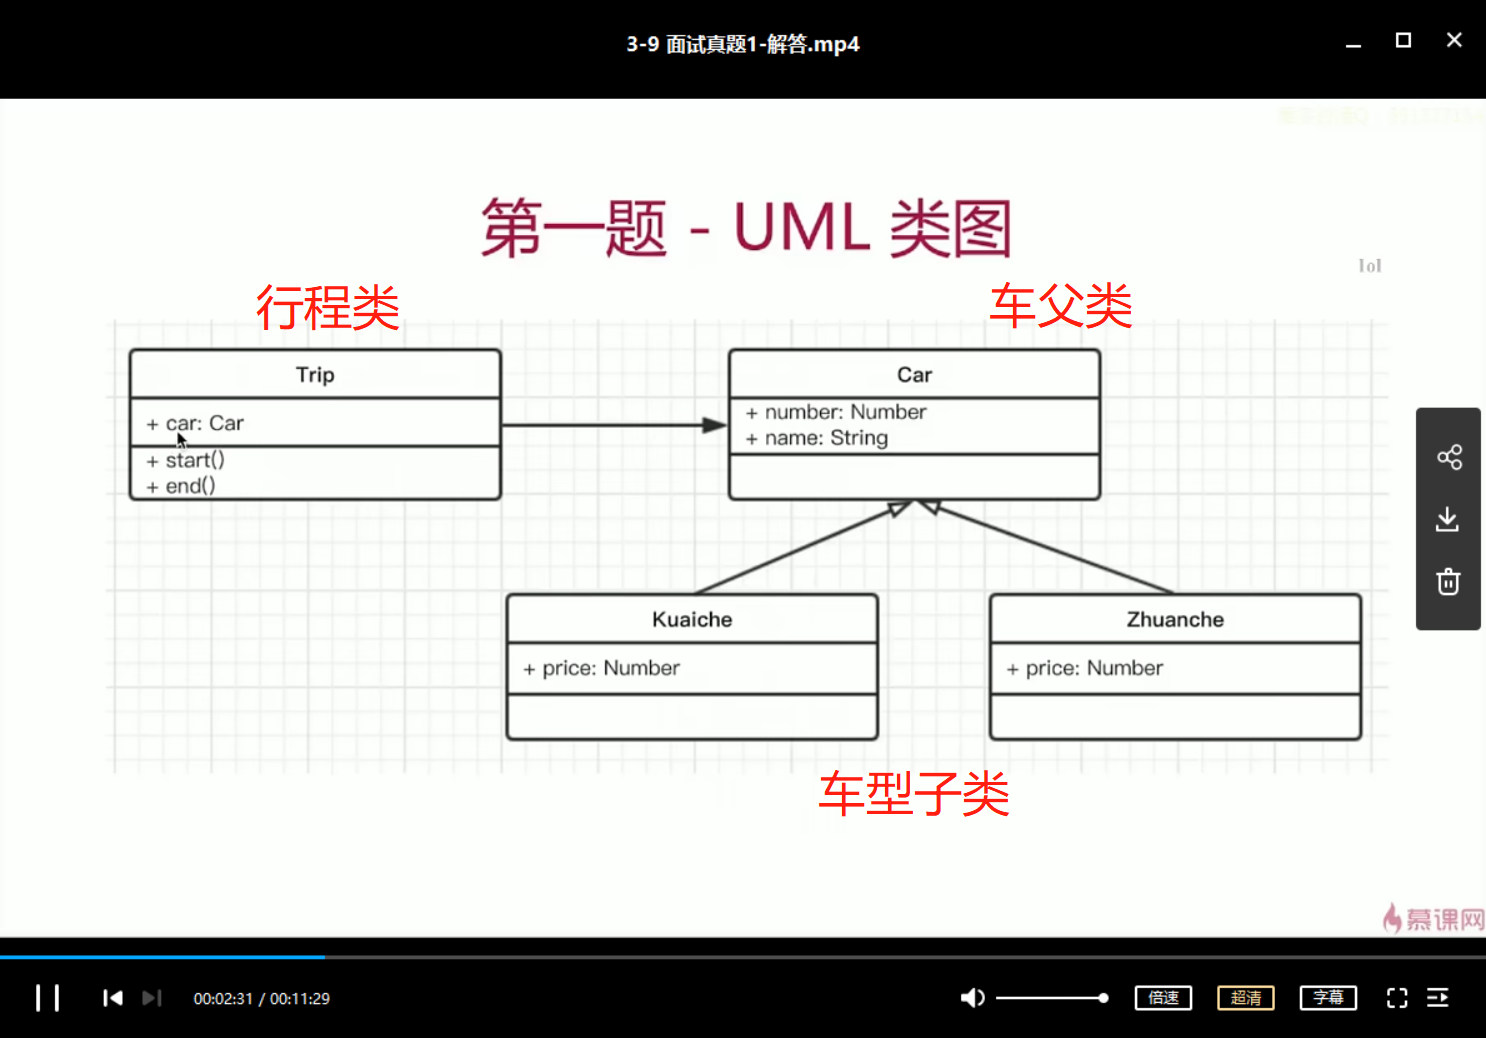 3-9 面试真题1-解答.mp4
第一题 - UML 类图
lol
行程类
车父类
Trip
+ car: Car
+ start()
+ end()
Car
+ number: Number
+ name: String
Kuaiche
+ price: Number
Zhuanche
+ price: Number
车型子类
慕课网
00:02:31 / 00:11:29
倍速
超清
字幕